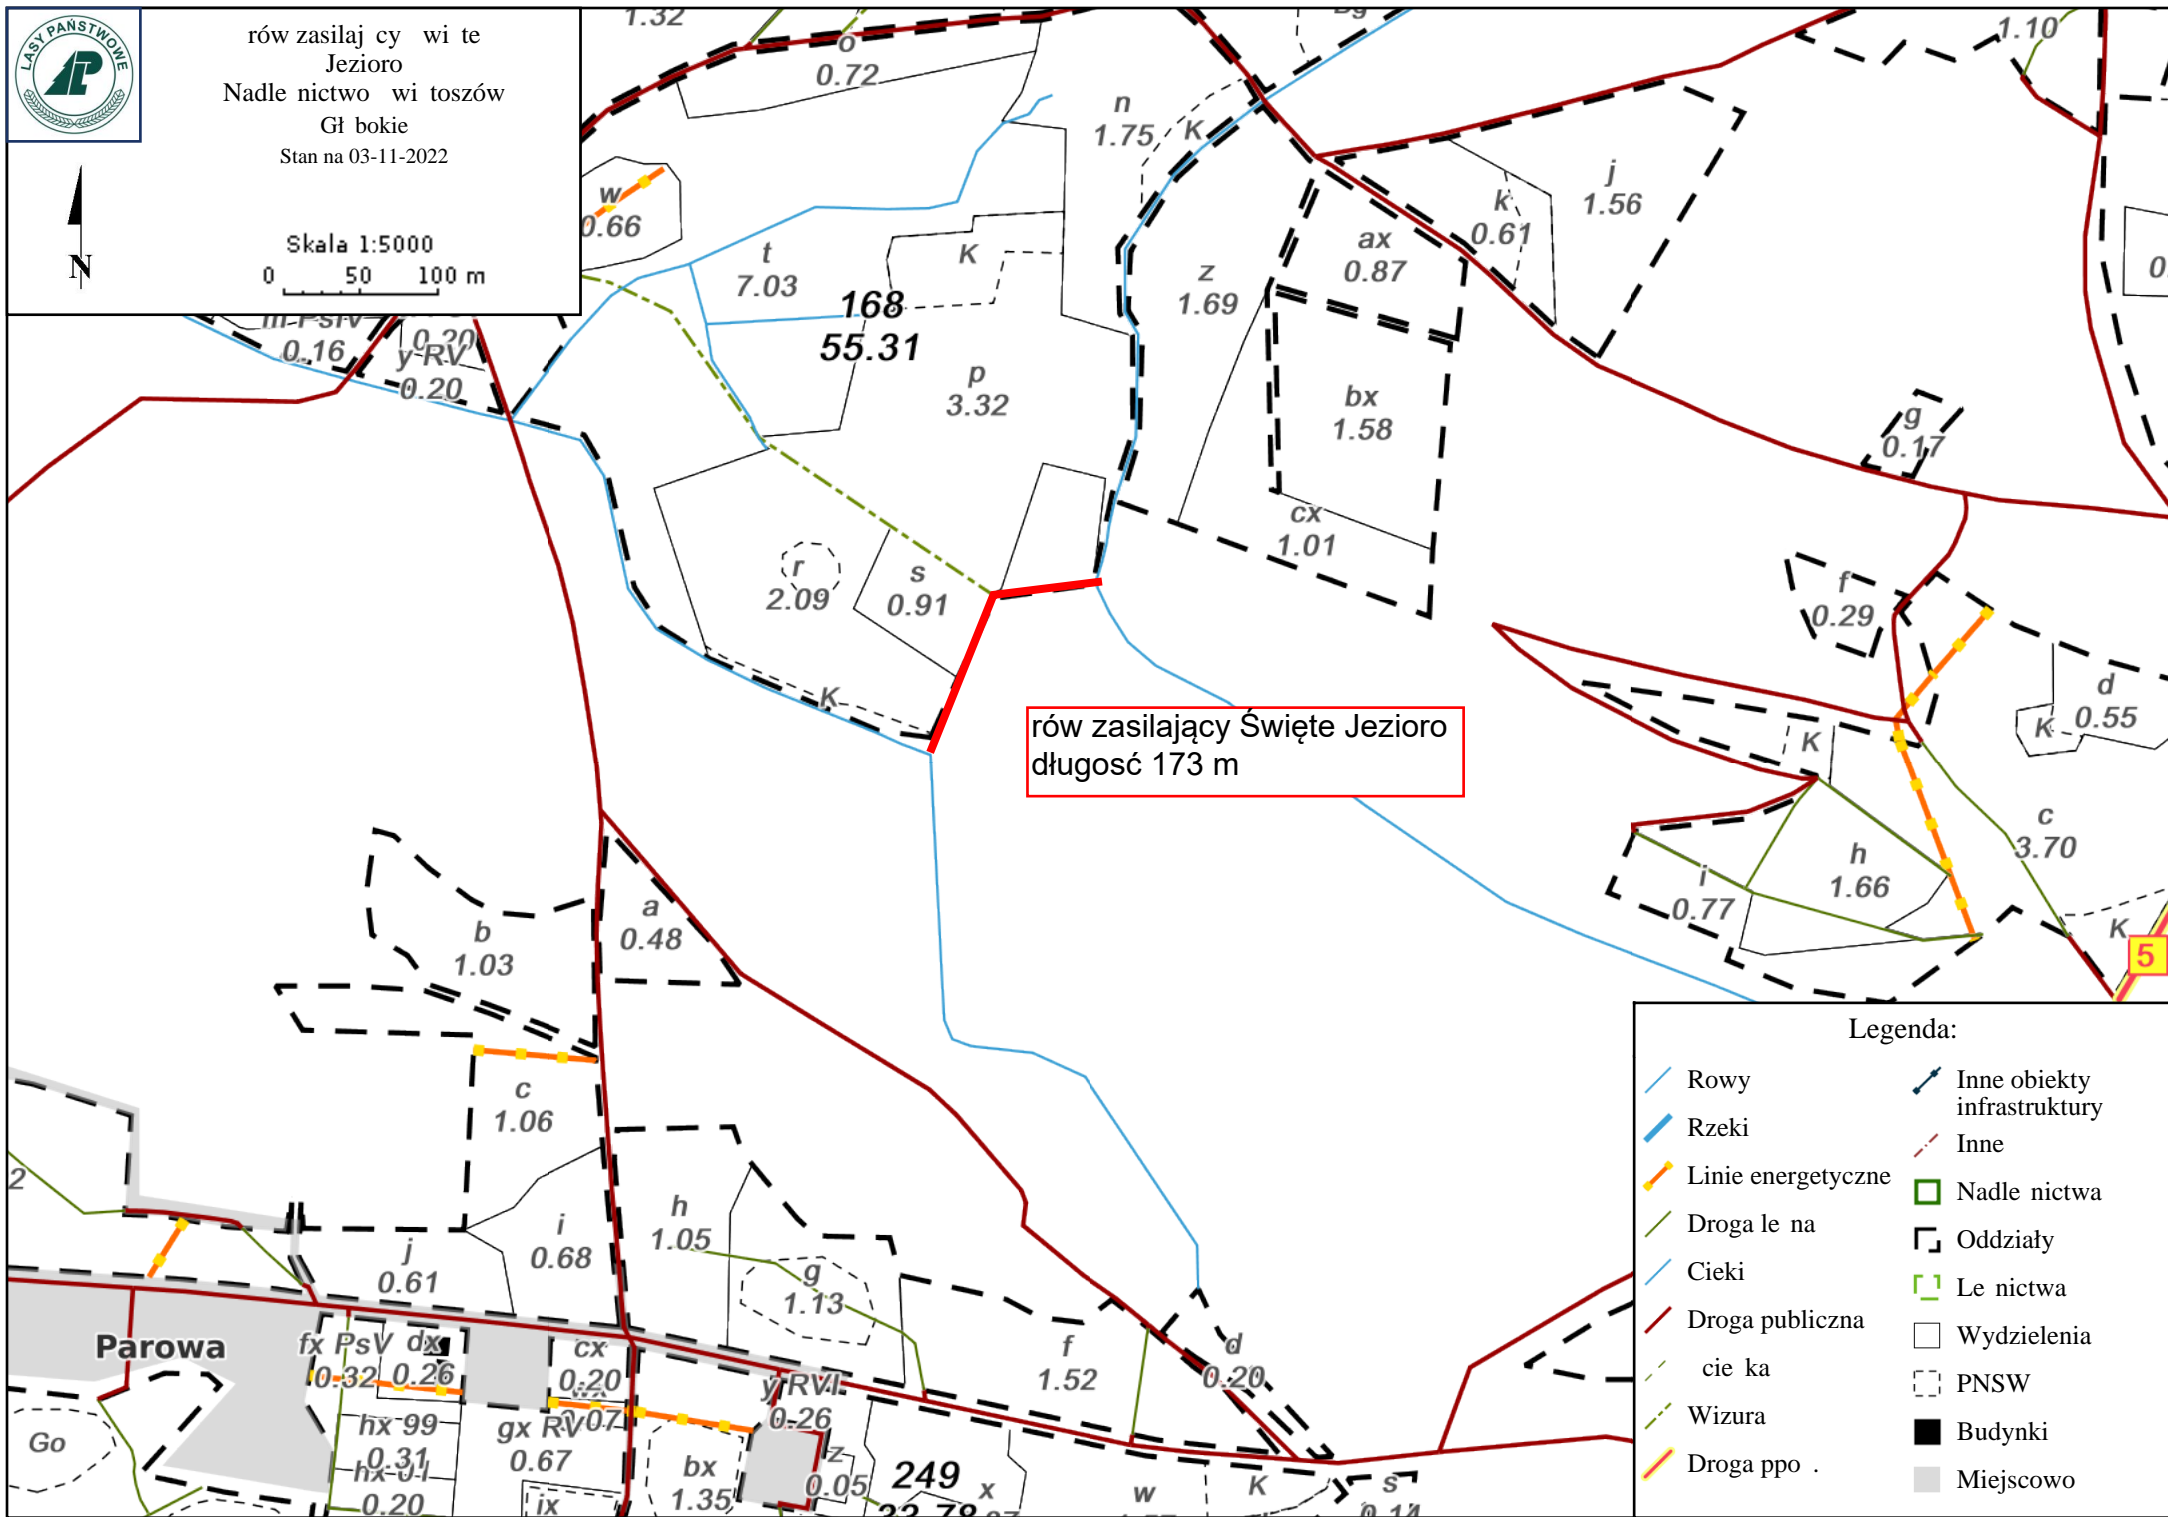 LASY PAŃSTWOWE
rów zasilaj cy wi te
Jezioro
Nadle nictwo wi toszów
Gł bokie
Stan na 03-11-2022
N
Skala 1:5000
0 50 100 m
1.32
o
0.72
Bg
1.10
n
1.75
K
w
0.66
j
1.56
k
0.61
ax
0.87
t
7.03
K
z
1.69
168
55.31
0.20
0.16
y RV
0.20
p
3.32
bx
1.58
g
0.17
cx
1.01
r
2.09
s
0.91
f
0.29
K
d
0.55
K
K
rów zasilający Święte Jezioro
długosć 173 m
c
3.70
h
1.66
i
0.77
K
5
a
0.48
b
1.03
c
1.06
2
h
1.05
i
0.68
j
0.61
g
1.13
Parowa
fx PsV
0.32
dx
0.26
cx
0.20
y RVI
0.26
f
1.52
d
0.20
Go
hx 99
0.31
0.20
gx RV
0.67
ix
bx
1.35
z
0.05
249
x
w
K
s
Legenda:
Rowy
Rzeki
Linie energetyczne
Droga le na
Cieki
Droga publiczna
cie ka
Wizura
Droga ppo .
Inne obiekty
infrastruktury
Inne
Nadle nictwa
Oddziały
Le nictwa
Wydzielenia
PNSW
Budynki
Miejscowo